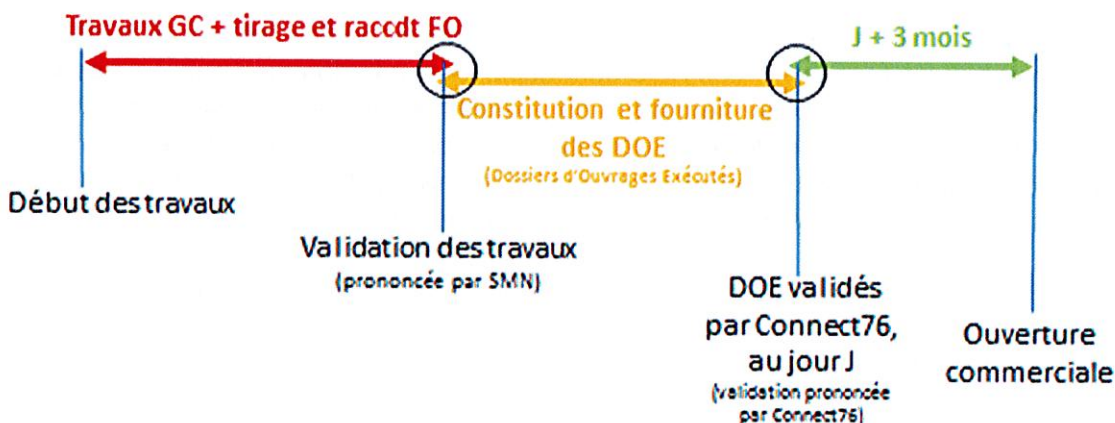 Travaux GC + tirage et raccdt FO
J + 3 mois
Constitution et fourniture
des DOE
(Dossiers d'Ouvrages Exécutés)
Début des travaux
Validation des travaux
(prononcée par SMN)
DOE validés
par Connect76,
au jour J
(validation prononcée
par Connect76)
Ouverture
commerciale